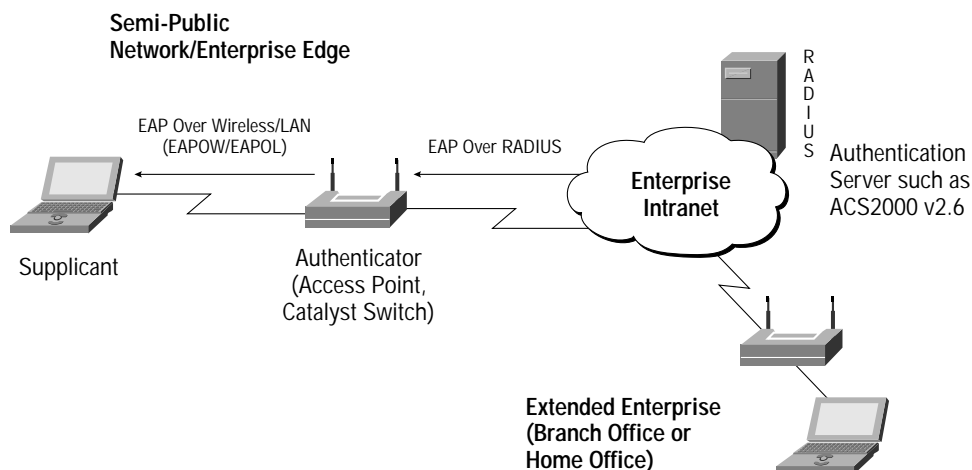 Semi-Public
Network/Enterprise Edge
EAP Over Wireless/LAN
(EAPOW/EAPOL)
EAP Over RADIUS
RADIUS
Authentication
Server such as
ACS2000 v2.6
Enterprise
Intranet
Supplicant
Authenticator
(Access Point,
Catalyst Switch)
Extended Enterprise
(Branch Office or
Home Office)